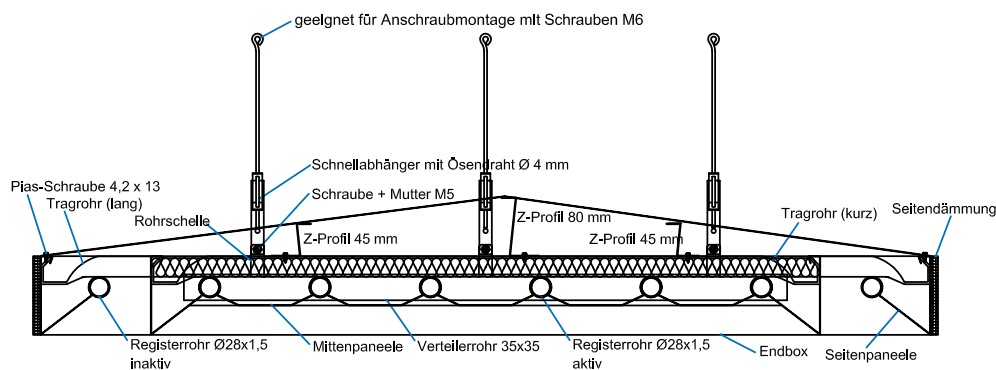 geeignet für Anschraubmontage mit Schrauben M6
Schnellabhänger mit Ösendraht Ø 4 mm
Pias-Schraube 4,2 x 13
Tragrohr (lang)
Schraube + Mutter M5
Rohrschelle
Z-Profil 45 mm
Z-Profil 80 mm
Z-Profil 45 mm
Tragrohr (kurz)
Seitendämmung
Registerrohr Ø28x1,5
inaktiv
Mittenpaneele
Verteilerrohr 35x35
Registerrohr Ø28x1,5
aktiv
Endbox
Seitenpaneele